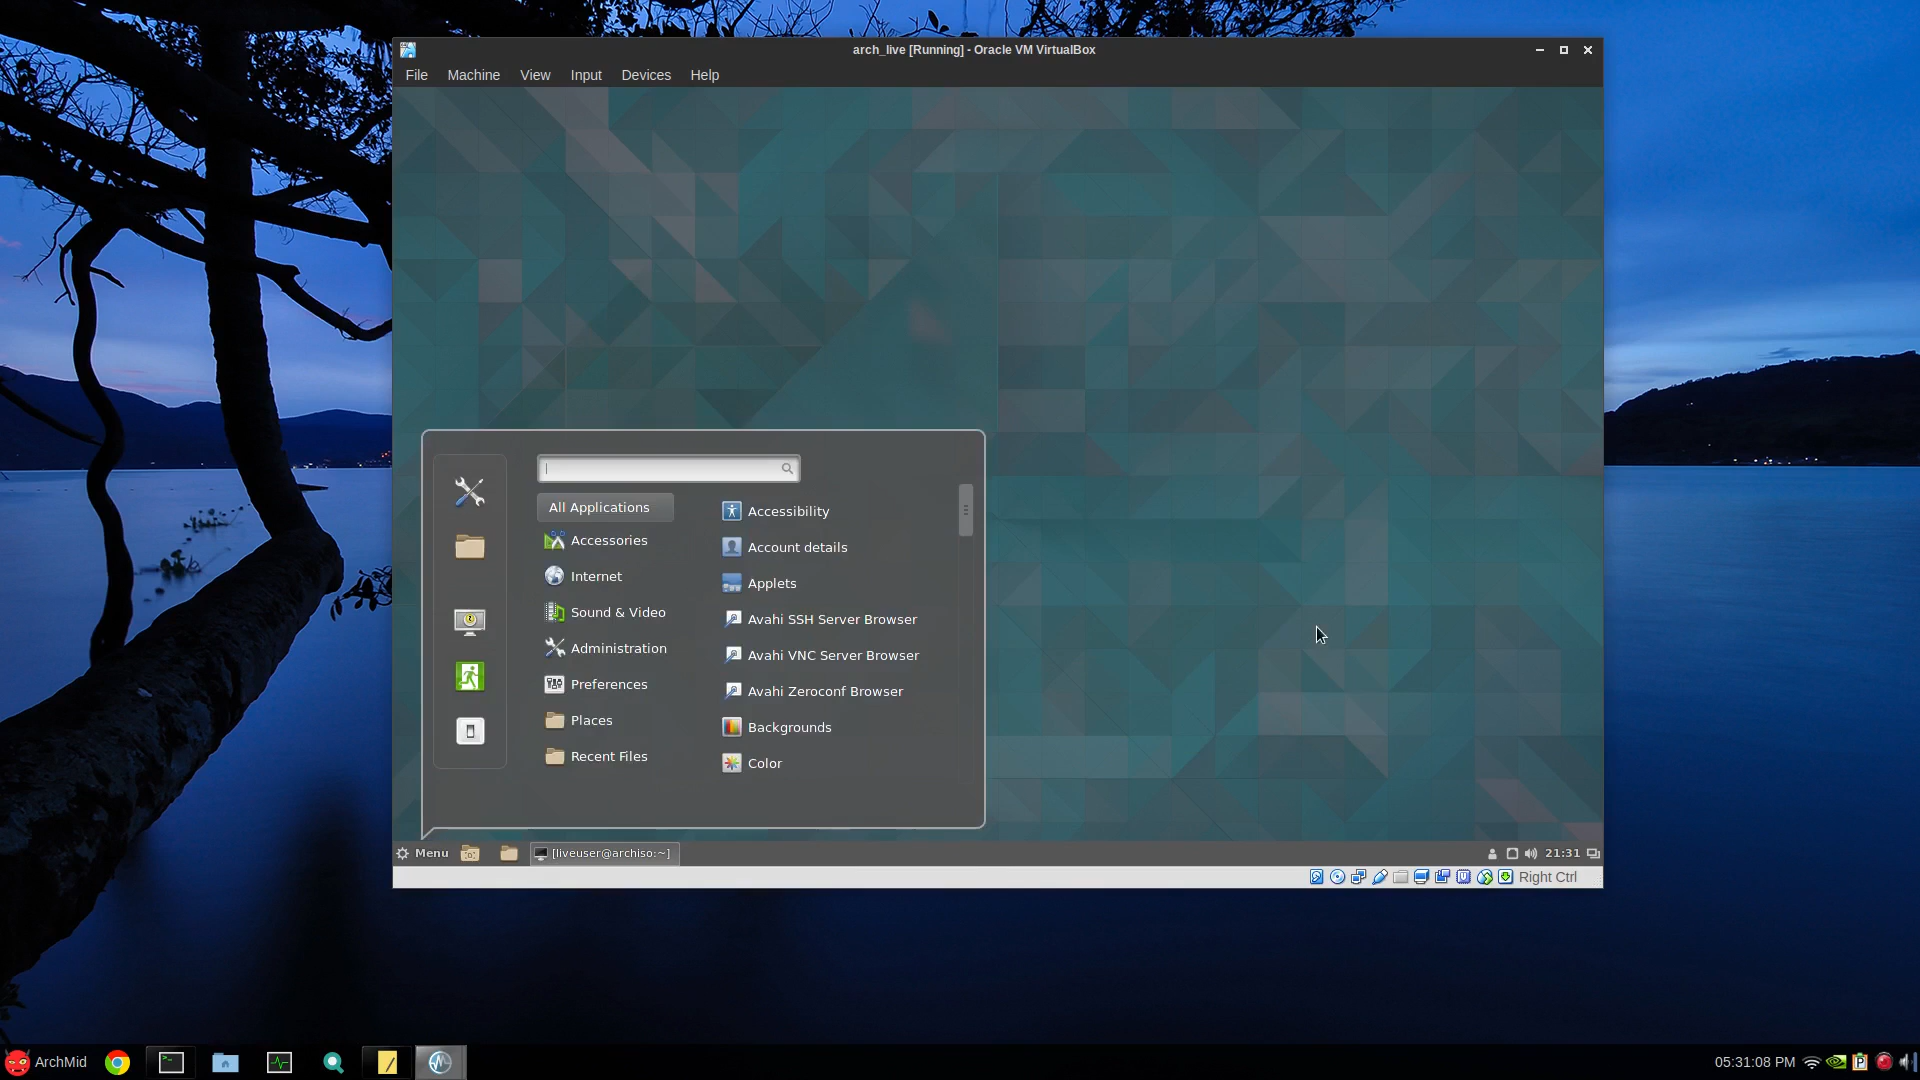 arch_live [Running] - Oracle VM VirtualBox
File Machine View Input Devices Help
All Applications
Accessories
Internet
Sound & Video
Administration
Preferences
Places
Recent Files
Accessibility
Account details
Applets
Avahi SSH Server Browser
Avahi VNC Server Browser
Avahi Zeroconf Browser
Backgrounds
Color
Menu [liveuser@archiso:~] 21:31
Right Ctrl
ArchMid 05:31:08 PM